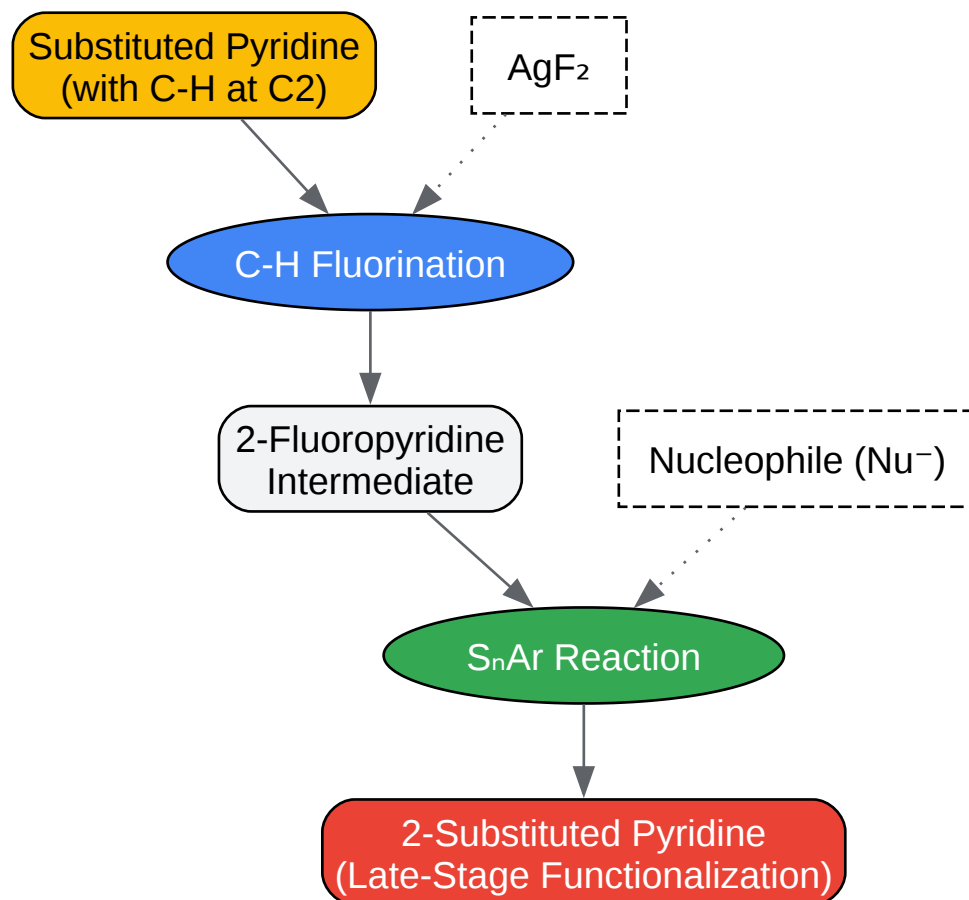 Substituted Pyridine
(with C-H at C2)
AgF₂
C-H Fluorination
2-Fluoropyridine
Intermediate
Nucleophile (Nu⁻)
SₙAr Reaction
2-Substituted Pyridine
(Late-Stage Functionalization)